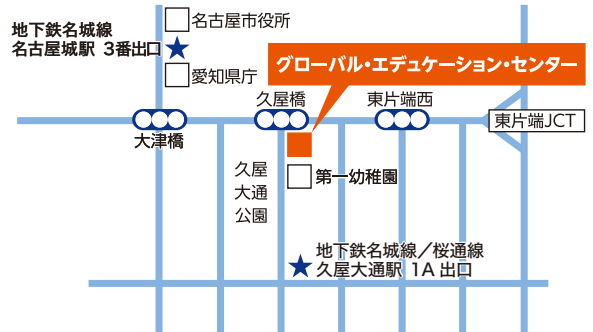 名古屋市役所
地下鉄名城線
名古屋城駅 3番出口
愛知県庁
グローバル・エデュケーション・センター
久屋橋
東片端西
東片端JCT
大津橋
久屋
大通
公園
第一幼稚園
地下鉄名城線／桜通線
久屋大通駅 1A 出口